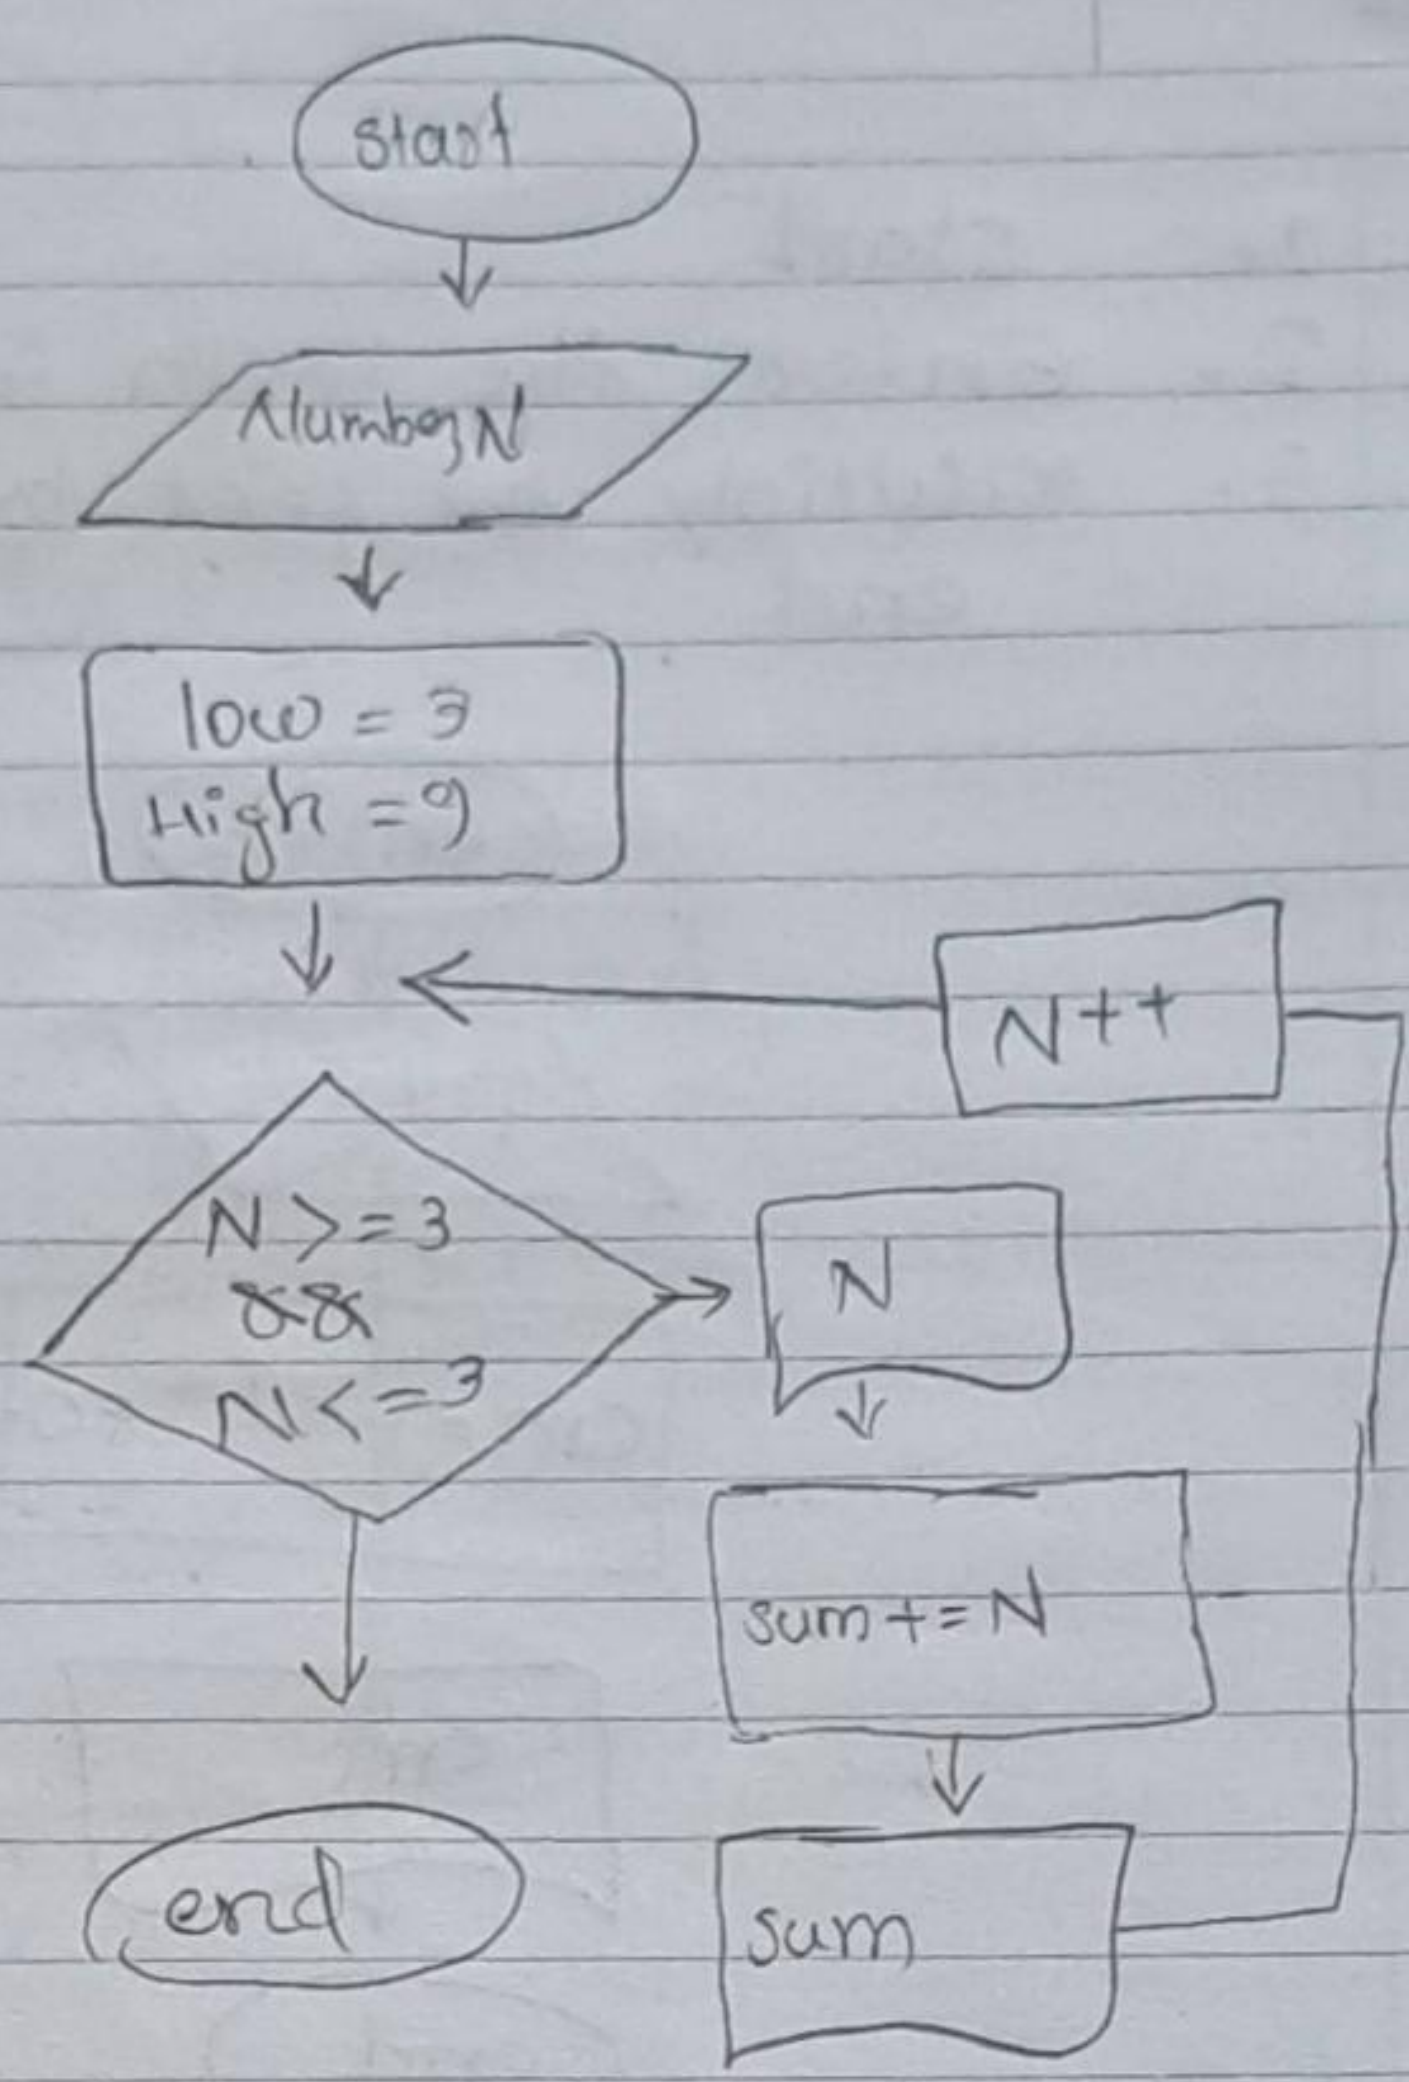 start
Number N
low = 3
High = 9
N++
N >= 3
&&
N <= 3
N
sum += N
sum
end